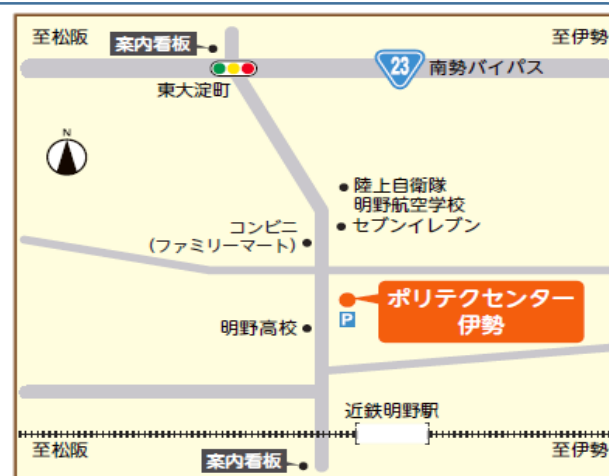 至松阪
案内看板
至伊勢
23
南勢バイパス
東大淀町
N
陸上自衛隊
明野航空学校
セブンイレブン
コンビニ
(ファミリーマート)
ポリテクセンター
伊勢
P
明野高校
近鉄明野駅
至松阪
案内看板
至伊勢